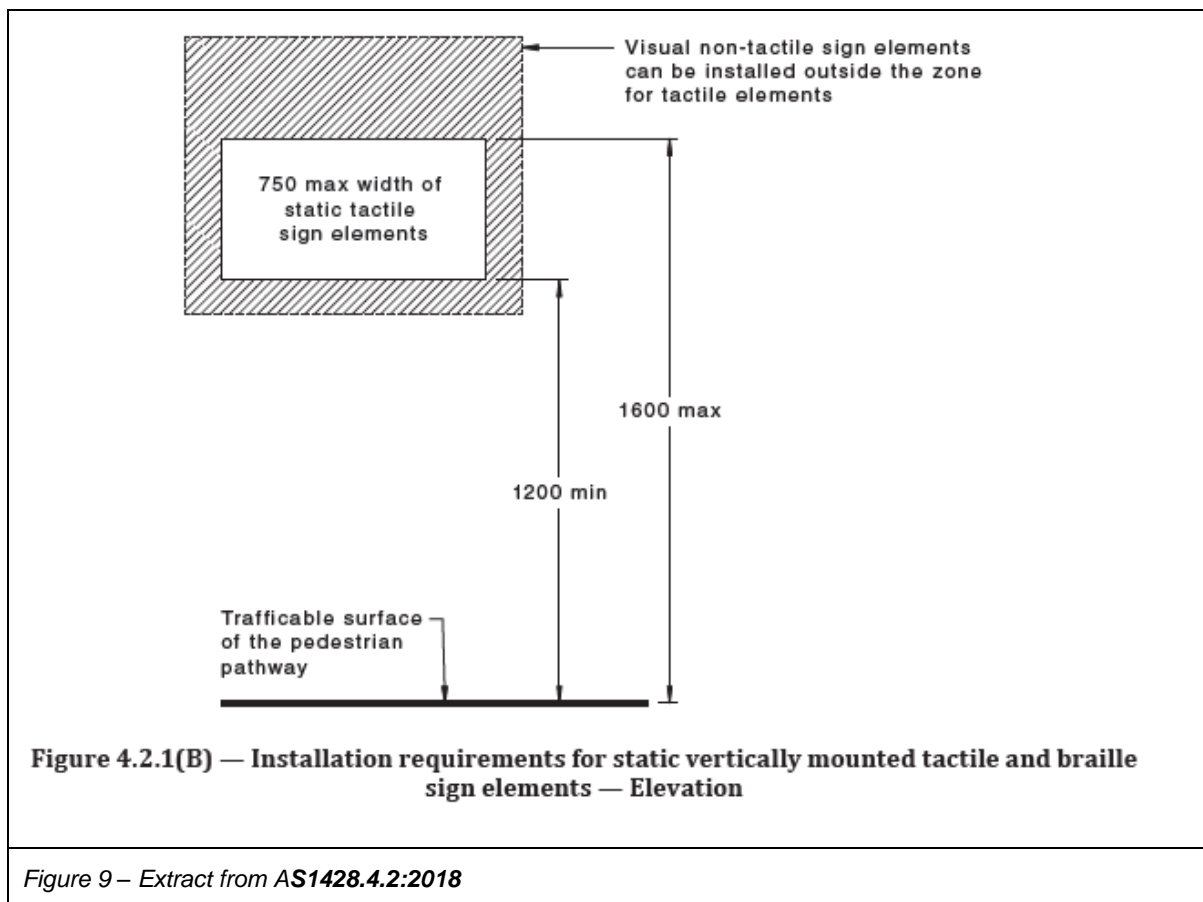 Visual non-tactile sign elements
can be installed outside the zone
for tactile elements
750 max width of
static tactile
sign elements
1600 max
1200 min
Trafficable surface
of the pedestrian
pathway
Figure 4.2.1(B) — Installation requirements for static vertically mounted tactile and braille
sign elements — Elevation
Figure 9 – Extract from AS1428.4.2:2018